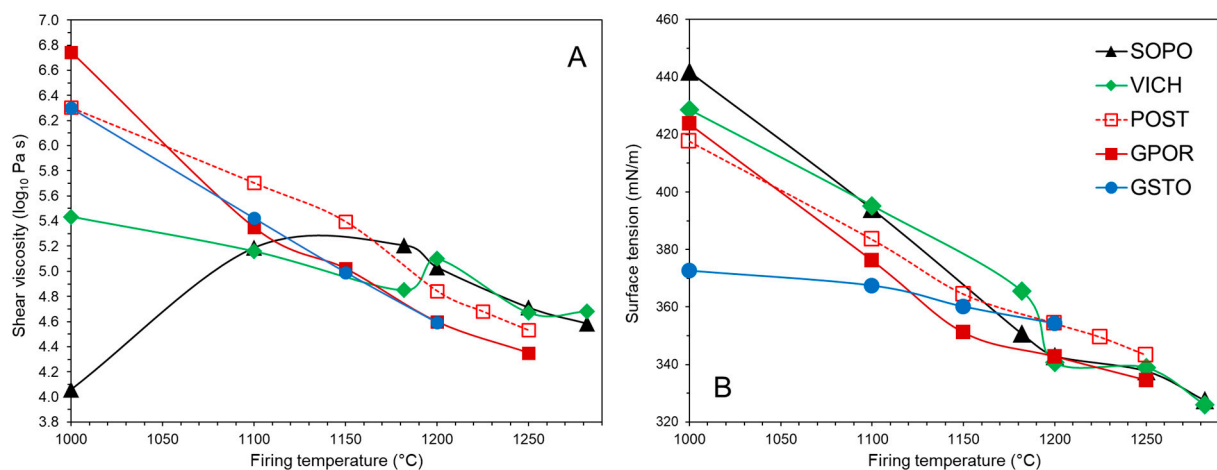 A
Shear viscosity (log10 Pa s)
7.0
6.8
6.6
6.4
6.2
6.0
5.8
5.6
5.4
5.2
5.0
4.8
4.6
4.4
4.2
4.0
3.8
1000 1050 1100 1150 1200 1250
Firing temperature (°C)
B
Surface tension (mN/m)
460
440
420
400
380
360
340
320
1000 1050 1100 1150 1200 1250
Firing temperature (°C)
SOPO
VICH
POST
GPOR
GSTO